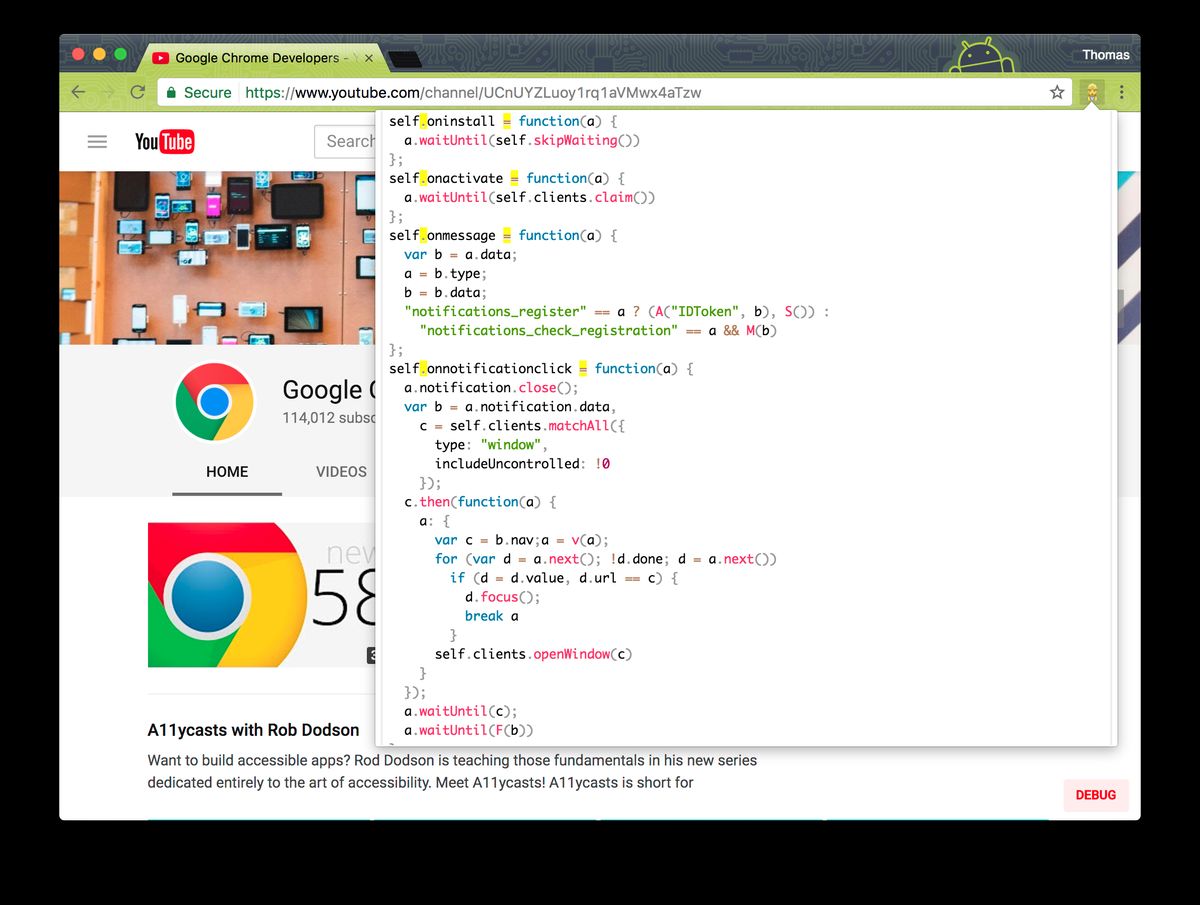 Google Chrome Developers -
Thomas
Secure https://www.youtube.com/channel/UCnUYZLuoy1rq1aVMwx4aTzw
YouTube
Search
self.oninstall = function(a) {
  a.waitUntil(self.skipWaiting())
};
self.onactivate = function(a) {
  a.waitUntil(self.clients.claim())
};
self.onmessage = function(a) {
  var b = a.data;
  a = b.type;
  b = b.data;
  "notifications_register" == a ? (A("IDToken", b), S()) :
    "notifications_check_registration" == a && M(b)
};
self.onnotificationclick = function(a) {
  a.notification.close();
  var b = a.notification.data,
    c = self.clients.matchAll({
      type: "window",
      includeUncontrolled: !0
    });
  c.then(function(a) {
    a: {
      var c = b.nav;a = v(a);
      for (var d = a.next(); !d.done; d = a.next())
        if (d = d.value, d.url == c) {
          d.focus();
          break a
        }
      self.clients.openWindow(c)
    }
  });
  a.waitUntil(c);
  a.waitUntil(F(b))
Google
114,012 subsc
HOME VIDEOS
new
58
A11ycasts with Rob Dodson
Want to build accessible apps? Rod Dodson is teaching those fundamentals in his new series
dedicated entirely to the art of accessibility. Meet A11ycasts! A11ycasts is short for
DEBUG